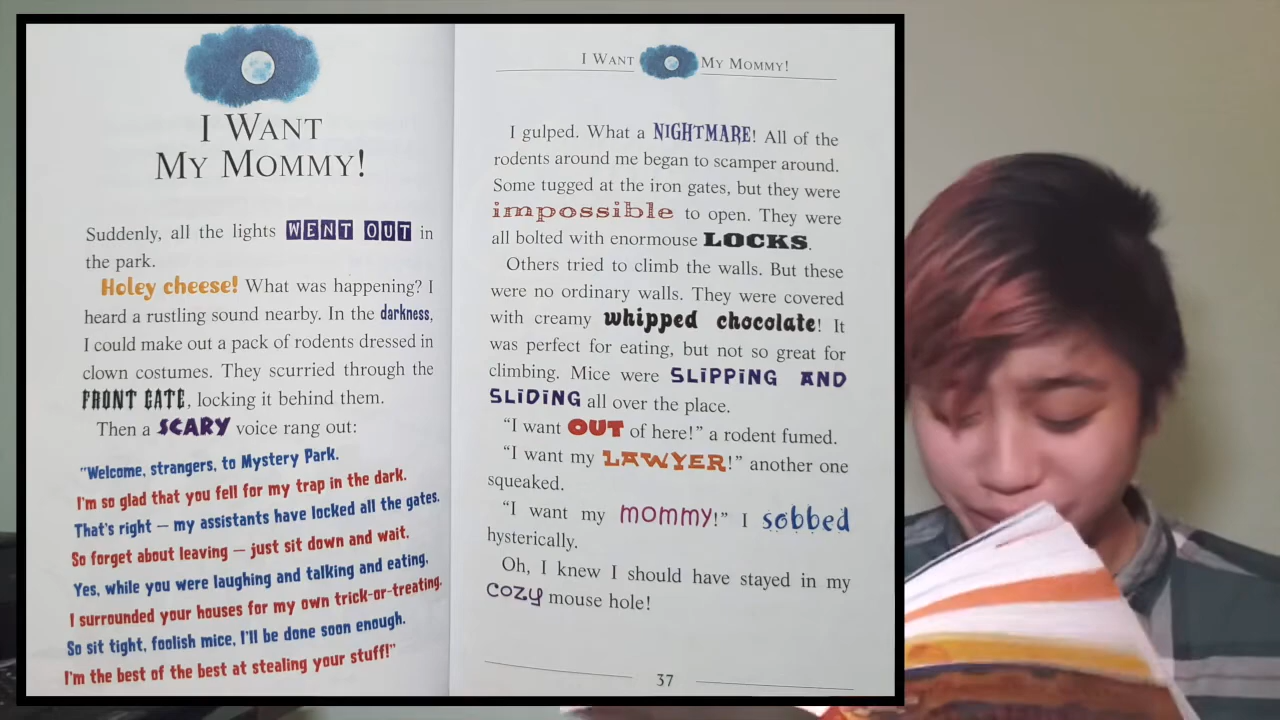 I WANT
MY MOMMY!
Suddenly, all the lights WENT OUT in
the park.
Holey cheese! What was happening? I
heard a rustling sound nearby. In the darkness,
I could make out a pack of rodents dressed in
clown costumes. They scurried through the
FRONT GATE, locking it behind them.
Then a SCARY voice rang out:
"Welcome, strangers, to Mystery Park.
I'm so glad that you fell for my trap in the dark.
That's right — my assistants have locked all the gates.
So forget about leaving — just sit down and wait.
Yes, while you were laughing and talking and eating,
I surrounded your houses for my own trick-or-treating.
So sit tight, foolish mice, I'll be done soon enough.
I'm the best of the best at stealing your stuff!"
I WANT MY MOMMY!
I gulped. What a NIGHTMARE! All of the
rodents around me began to scamper around.
Some tugged at the iron gates, but they were
impossible to open. They were
all bolted with enormouse LOCKS.
Others tried to climb the walls. But these
were no ordinary walls. They were covered
with creamy whipped chocolate! It
was perfect for eating, but not so great for
climbing. Mice were SLIPPING AND
SLIDING all over the place.
"I want OUT of here!" a rodent fumed.
"I want my LAWYER!" another one
squeaked.
"I want my mommy!" I sobbed
hysterically.
Oh, I knew I should have stayed in my
cozy mouse hole!
37